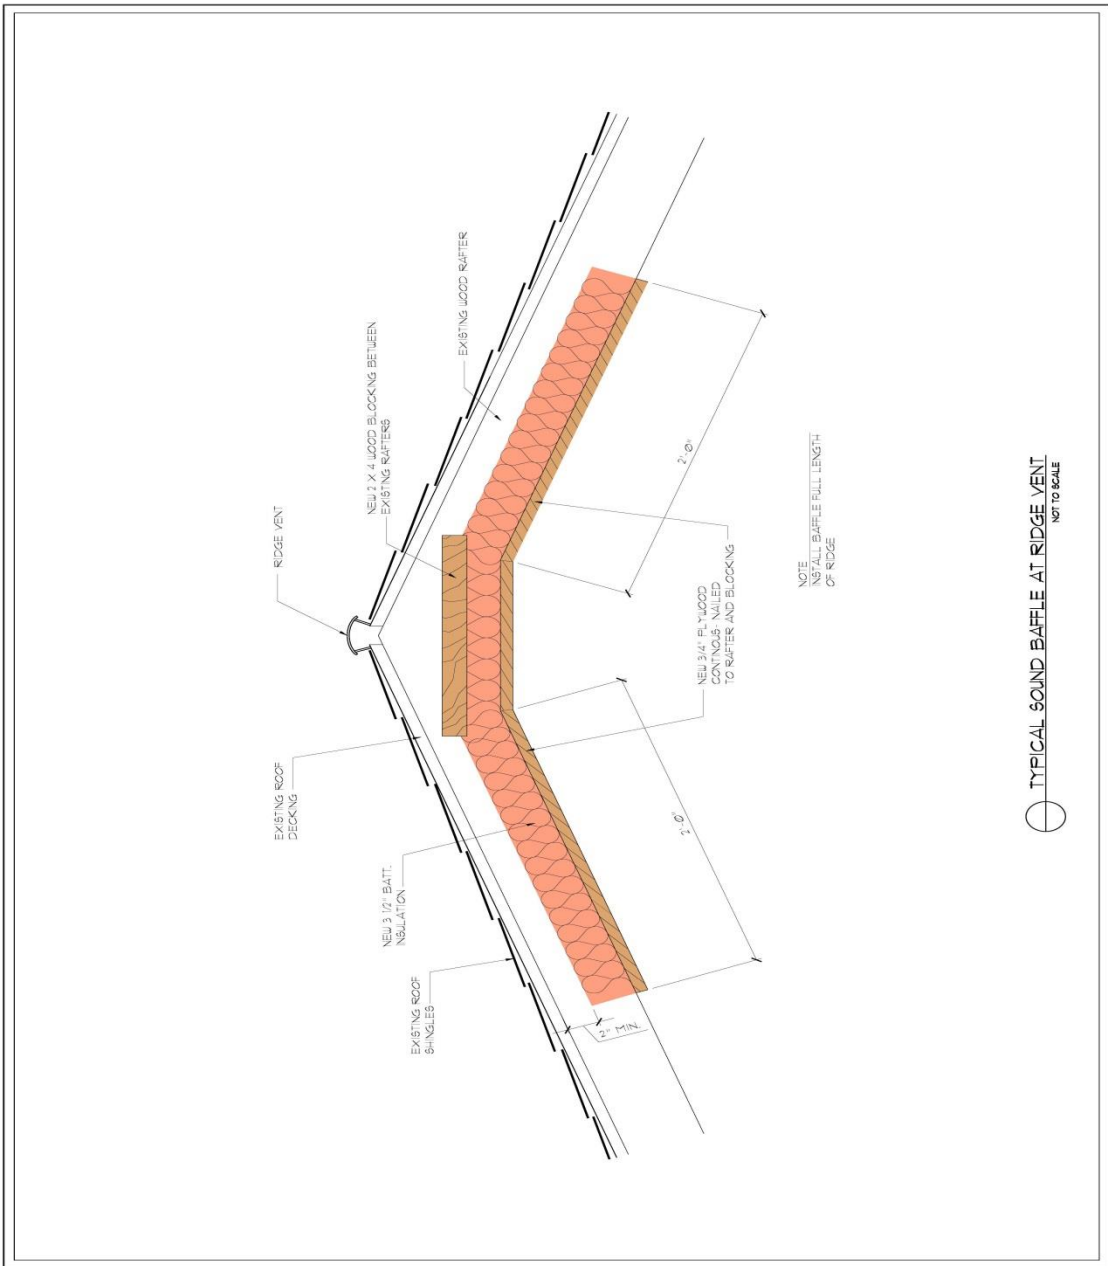 RIDGE VENT
NEW 2 X 4 WOOD BLOCKING BETWEEN
EXISTING RAFTERS
EXISTING WOOD RAFTER
EXISTING ROOF
DECKING
NEW 3 1/2" BATT.
INSULATION
EXISTING ROOF
SHINGLES
2" MIN.
2'-0"
2'-0"
NEW 3/4" PLYWOOD
CONTINOUS- NAILED
TO RAFTER AND BLOCKING
NOTE
INSTALL BAFFLE FULL LENGTH
OF RIDGE
TYPICAL SOUND BAFFLE AT RIDGE VENT
NOT TO SCALE